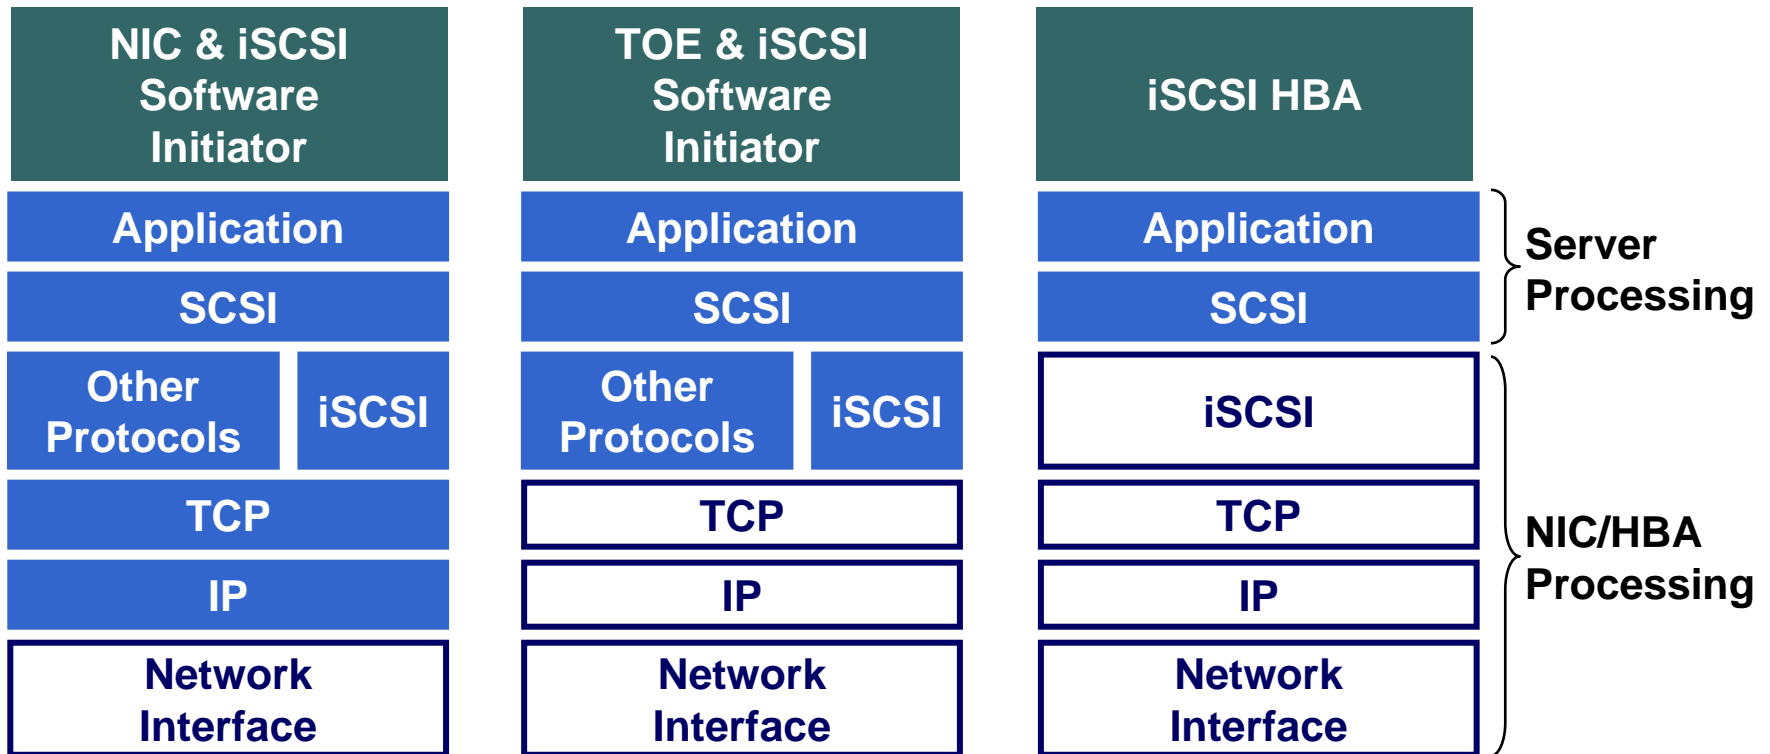 NIC & iSCSI
Software
Initiator
Application
SCSI
Other
Protocols
iSCSI
TCP
IP
Network
Interface
TOE & iSCSI
Software
Initiator
Application
SCSI
Other
Protocols
iSCSI
TCP
IP
Network
Interface
iSCSI HBA
Application
SCSI
iSCSI
TCP
IP
Network
Interface
Server
Processing
NIC/HBA
Processing